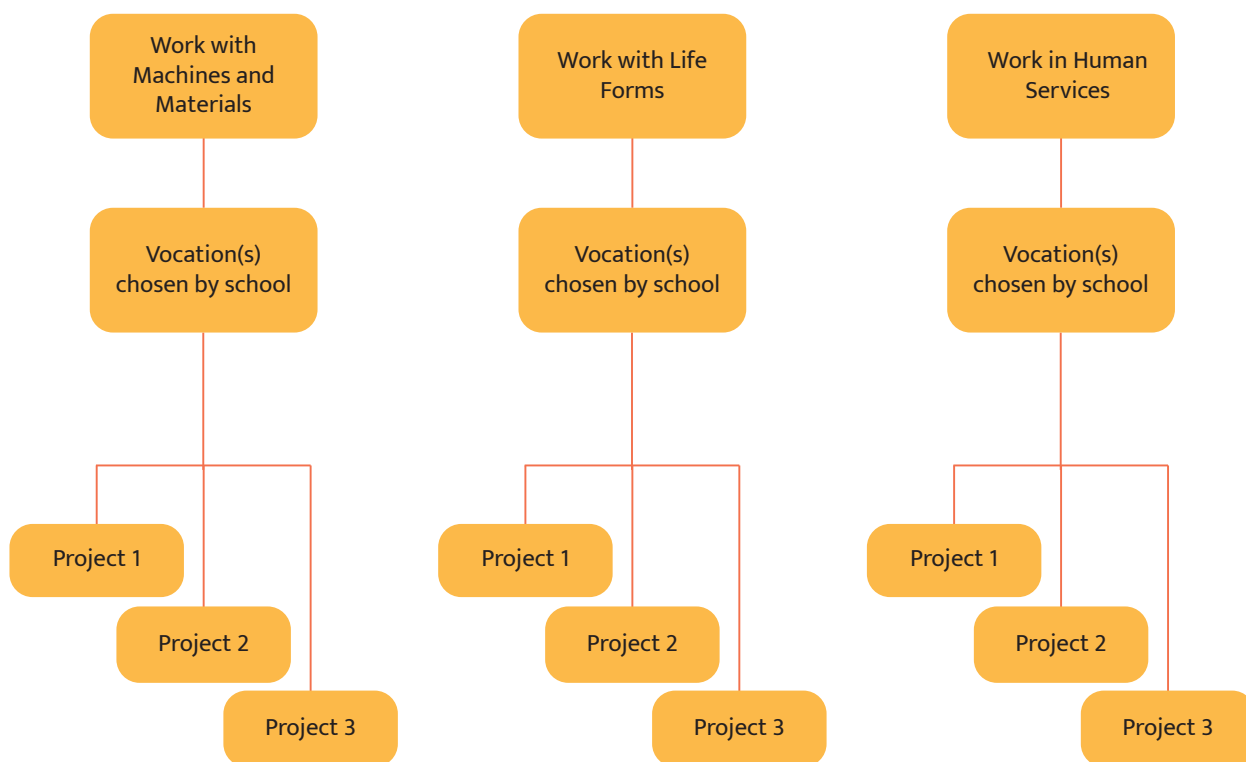 Work with
Machines and
Materials
Work with Life
Forms
Work in Human
Services
Vocation(s)
chosen by school
Vocation(s)
chosen by school
Vocation(s)
chosen by school
Project 1
Project 1
Project 1
Project 2
Project 2
Project 2
Project 3
Project 3
Project 3